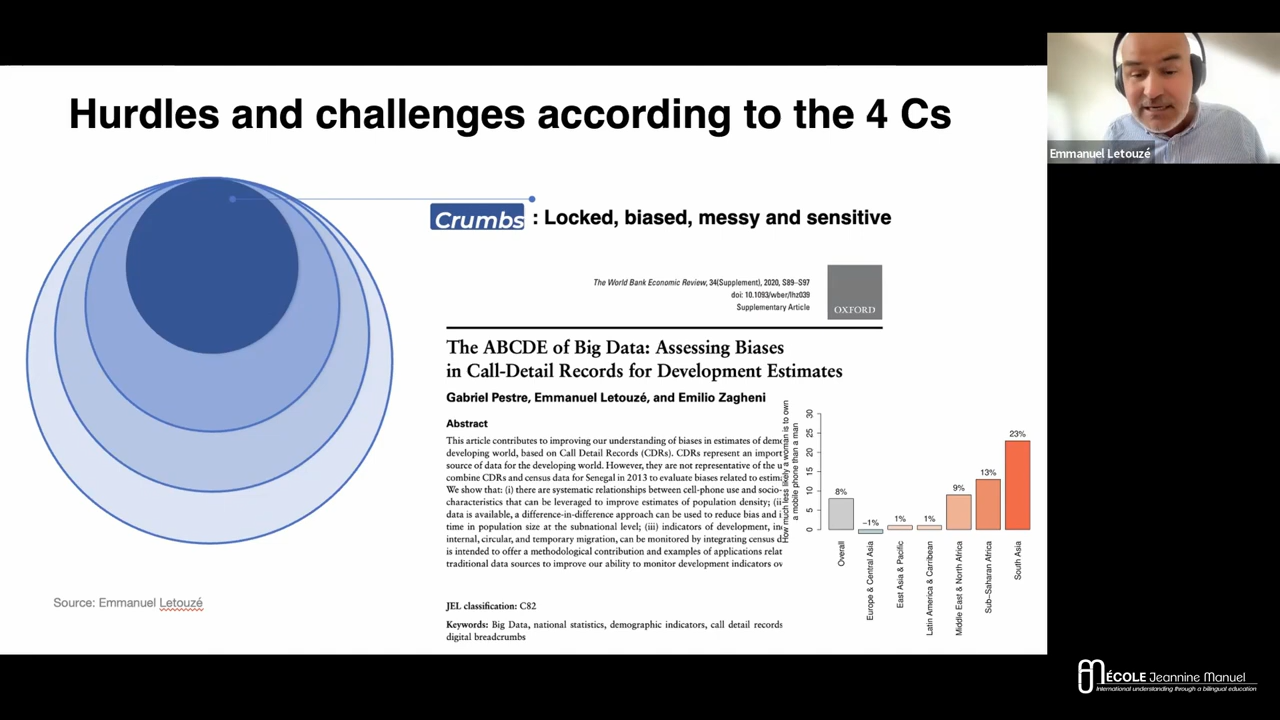 Hurdles and challenges according to the 4 Cs
Emmanuel Letouzé
Crumbs : Locked, biased, messy and sensitive
The World Bank Economic Review, 34(Supplement), 2020, S89–S97
doi: 10.1093/wber/lhz039
Supplementary Article
OXFORD
The ABCDE of Big Data: Assessing Biases
in Call-Detail Records for Development Estimates
Gabriel Pestre, Emmanuel Letouzé, and Emilio Zagheni
Abstract
This article contributes to improving our understanding of biases in estimates of dem
developing world, based on Call Detail Records (CDRs). CDRs represent an import
source of data for the developing world. However, they are not representative of the u
combine CDRs and census data for Senegal in 2013 to evaluate biases related to estim
We show that: (i) there are systematic relationships between cell-phone use and socio-
characteristics that can be leveraged to improve estimates of population density; (ii
data is available, a difference-in-difference approach can be used to reduce bias and i
time in population size at the subnational level; (iii) indicators of development, in
internal, circular, and temporary migration, can be monitored by integrating census d
is intended to offer a methodological contribution and examples of applications relat
traditional data sources to improve our ability to monitor development indicators ov
JEL classification: C82
Keywords: Big Data, national statistics, demographic indicators, call detail records
digital breadcrumbs
How much less likely a woman is to own
a mobile phone than a man
30
25
20
15
10
5
0
8%
−1%
1%
1%
9%
13%
23%
Overall
Europe & Central Asia
East Asia & Pacific
Latin America & Carribean
Middle East & North Africa
Sub−Saharan Africa
South Asia
Source: Emmanuel Letouzé
ÉCOLE Jeannine Manuel
International understanding through a bilingual education